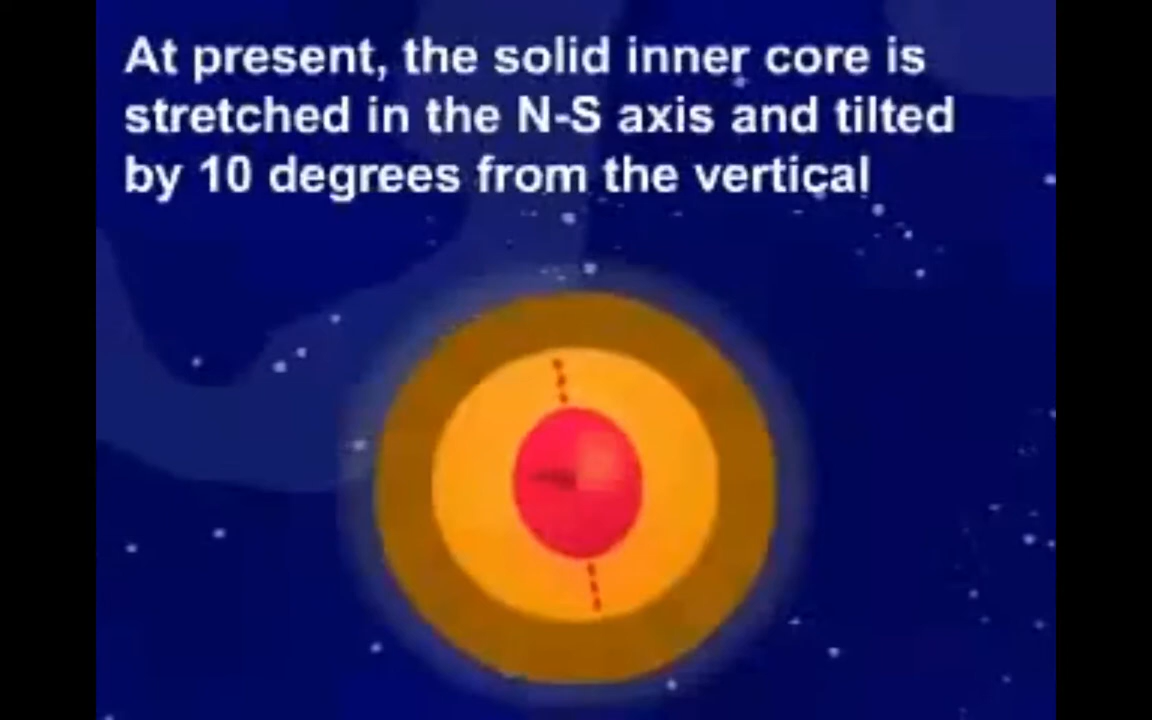 At present, the solid inner core is
stretched in the N-S axis and tilted
by 10 degrees from the vertical